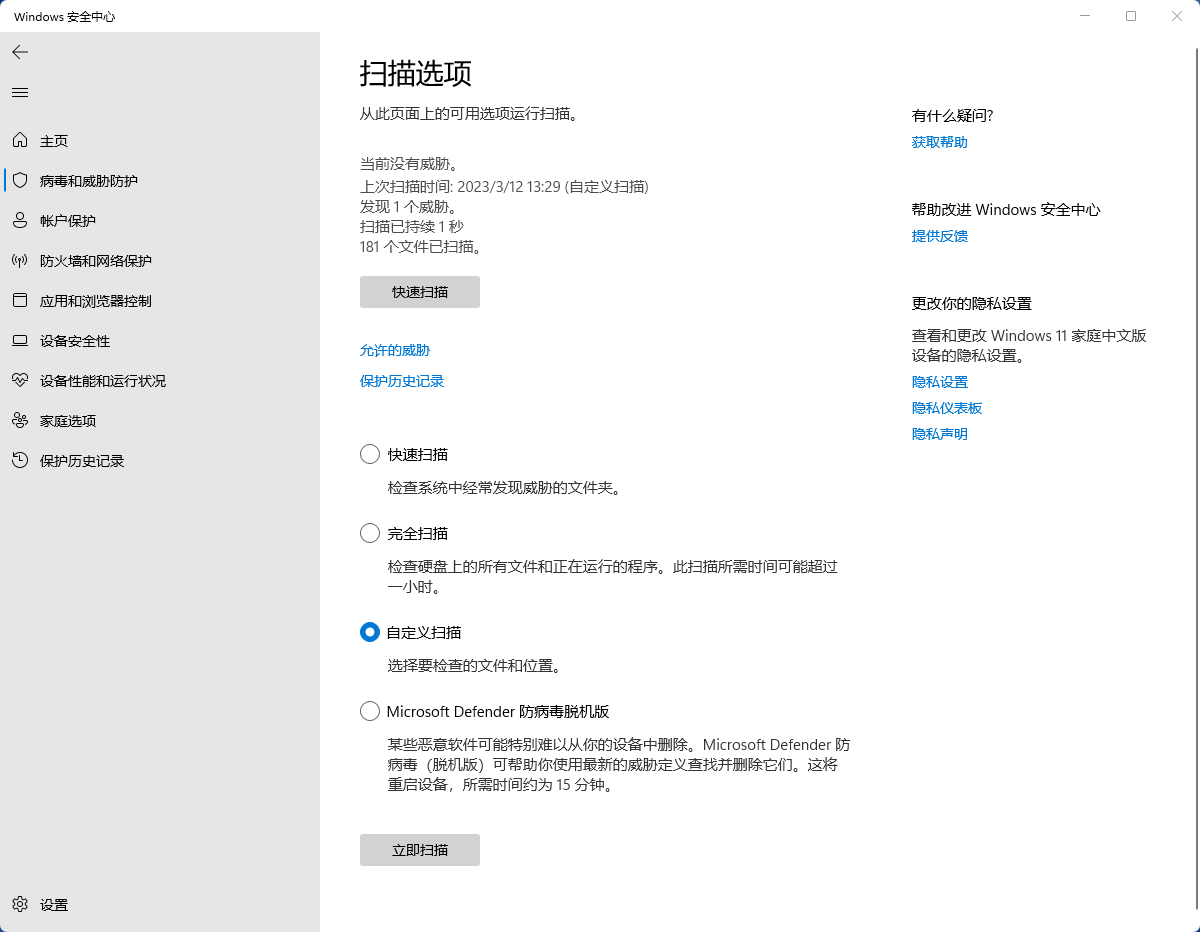 Windows 安全中心
主页
病毒和威胁防护
帐户保护
防火墙和网络保护
应用和浏览器控制
设备安全性
设备性能和运行状况
家庭选项
保护历史记录
设置
扫描选项
从此页面上的可用选项运行扫描。
当前没有威胁。
上次扫描时间: 2023/3/12 13:29 (自定义扫描)
发现 1 个威胁。
扫描已持续 1 秒
181 个文件已扫描。
快速扫描
允许的威胁
保护历史记录
快速扫描
检查系统中经常发现威胁的文件夹。
完全扫描
检查硬盘上的所有文件和正在运行的程序。此扫描所需时间可能超过
一小时。
自定义扫描
选择要检查的文件和位置。
Microsoft Defender 防病毒脱机版
某些恶意软件可能特别难以从你的设备中删除。Microsoft Defender 防
病毒（脱机版）可帮助你使用最新的威胁定义查找并删除它们。这将
重启设备，所需时间约为 15 分钟。
立即扫描
有什么疑问?
获取帮助
帮助改进 Windows 安全中心
提供反馈
更改你的隐私设置
查看和更改 Windows 11 家庭中文版
设备的隐私设置。
隐私设置
隐私仪表板
隐私声明